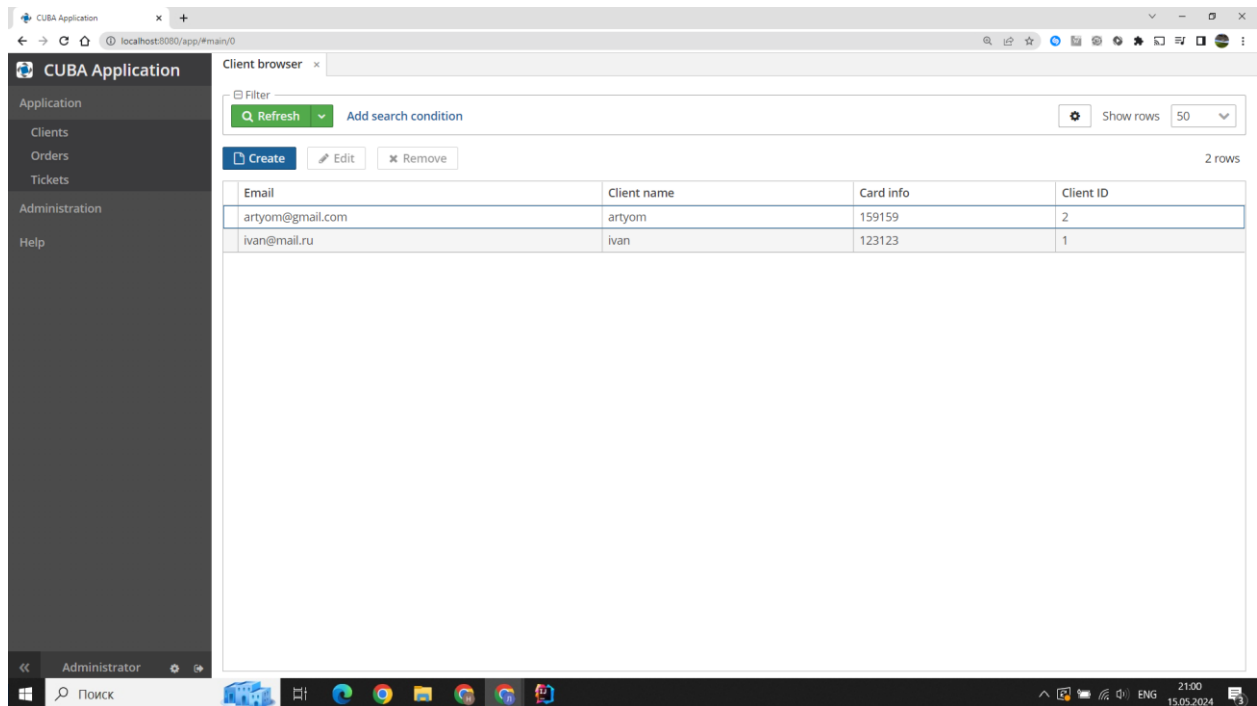 CUBA Application
localhost:8080/app/#main/0
CUBA Application
Client browser
Application
Filter
Refresh Add search condition Show rows 50
Clients
Orders
Create Edit Remove 2 rows
Tickets
Email Client name Card info Client ID
Administration
artyom@gmail.com artyom 159159 2
Help
ivan@mail.ru ivan 123123 1
Administrator
Поиск
ENG
21:00
15.05.2024
3